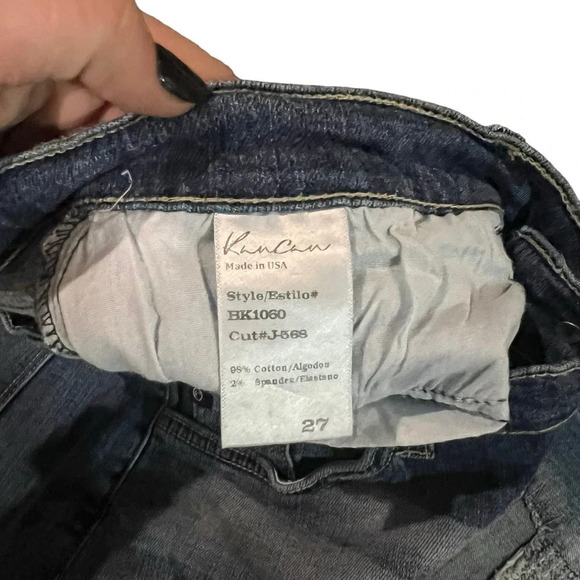 KanCan
Made in USA
Style/Estilo#
BK1060
Cut#J-568
98% Cotton/Algodon
2% Spandex/Elastano
27